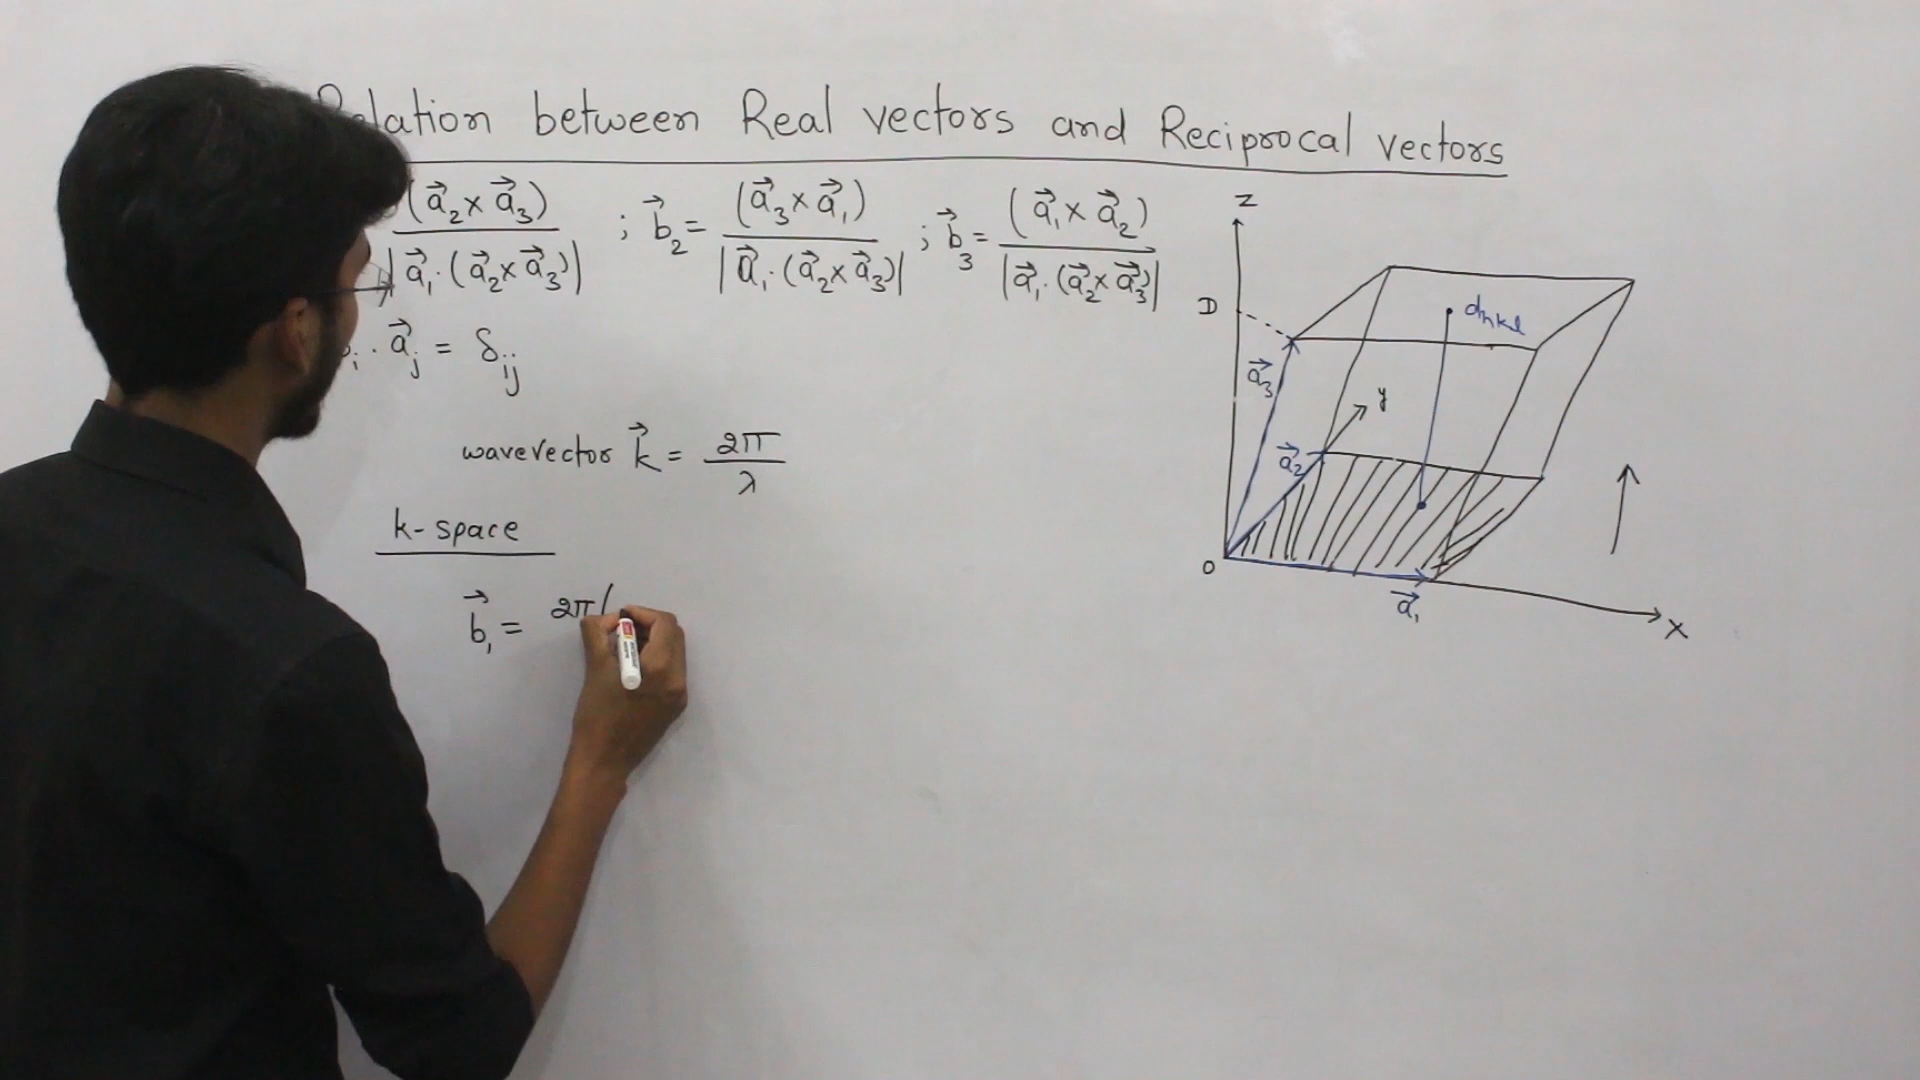 Relation between Real vectors and Reciprocal vectors
(a⃗₂×a⃗₃) / |a⃗₁·(a⃗₂×a⃗₃)| ; b⃗₂ = (a⃗₃×a⃗₁) / |a⃗₁·(a⃗₂×a⃗₃)| ; b⃗₃ = (a⃗₁×a⃗₂) / |a⃗₁·(a⃗₂×a⃗₃)|
ᵢ · a⃗ⱼ = δᵢⱼ
wavevector k⃗ = 2π / λ
k-space
b⃗₁ = 2π(
z
D
dhkl
a⃗₃
y
a⃗₂
O
a⃗₁
x